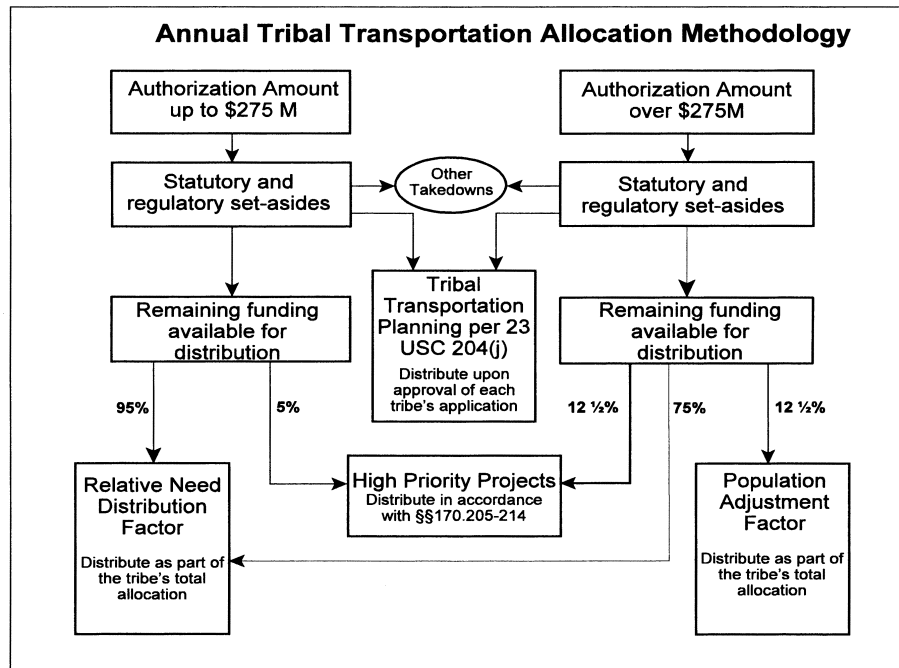 Annual Tribal Transportation Allocation Methodology
Authorization Amount
up to $275 M
Authorization Amount
over $275M
Statutory and
regulatory set-asides
Other
Takedowns
Statutory and
regulatory set-asides
Tribal
Transportation
Planning per 23
USC 204(j)
Distribute upon
approval of each
tribe's application
Remaining funding
available for
distribution
Remaining funding
available for
distribution
95%
5%
12 ½%
75%
12 ½%
Relative Need
Distribution
Factor
Distribute as part of
the tribe's total
allocation
High Priority Projects
Distribute in accordance
with §§170.205-214
Population
Adjustment
Factor
Distribute as part of
the tribe's total
allocation